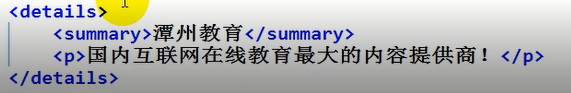 <details>
<summary>潭州教育</summary>
<p>国内互联网在线教育最大的内容提供商！</p>
</details>